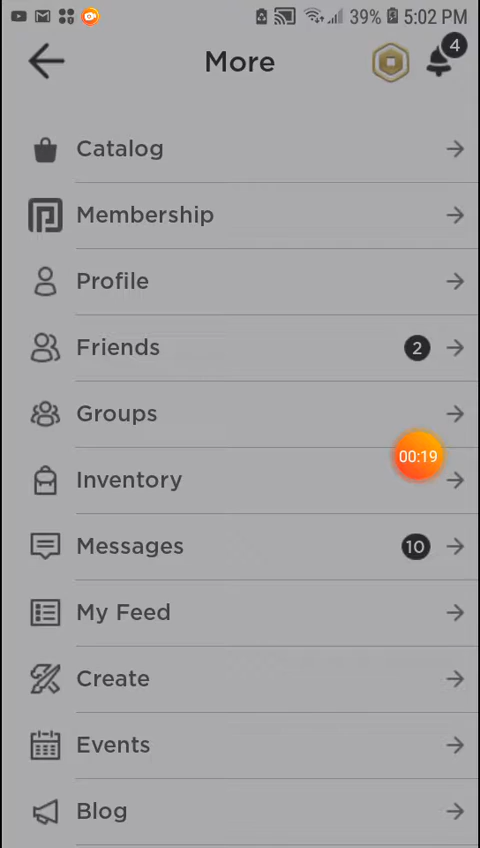 39% 5:02 PM
More
4
Catalog
Membership
Profile
Friends
2
Groups
00:19
Inventory
Messages
10
My Feed
Create
Events
Blog